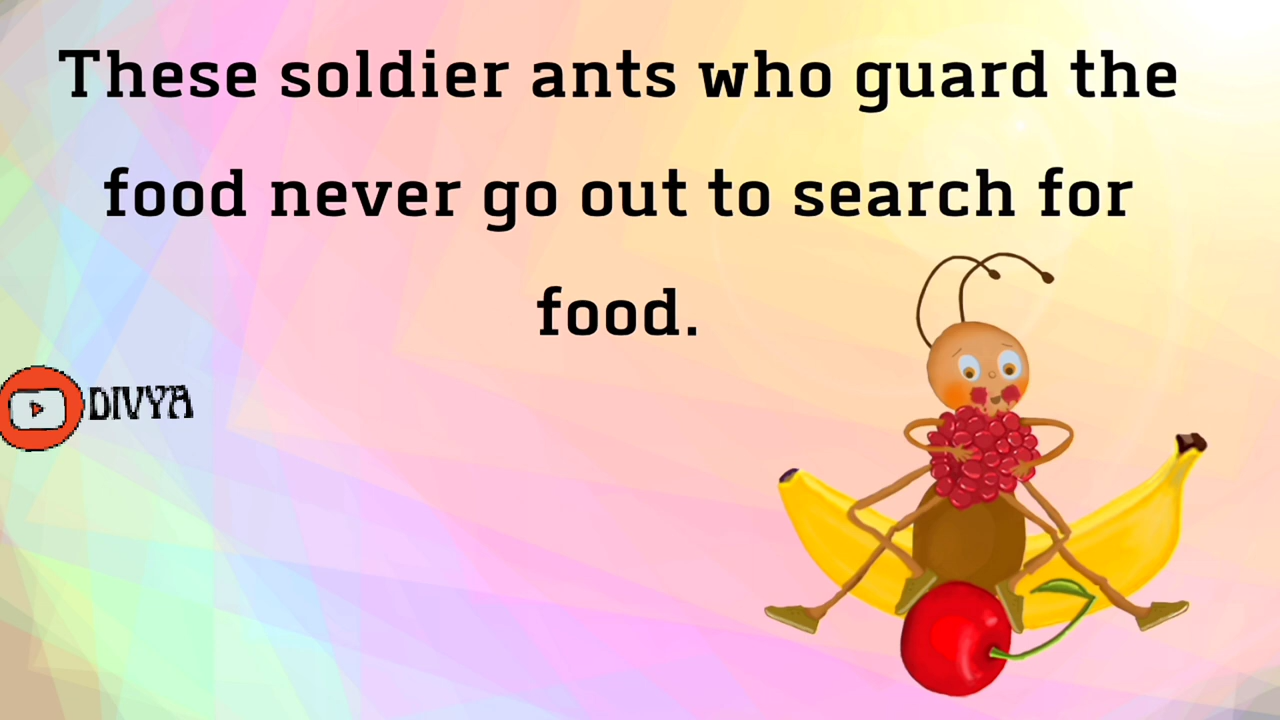 These soldier ants who guard the
food never go out to search for
food.
DIVYA